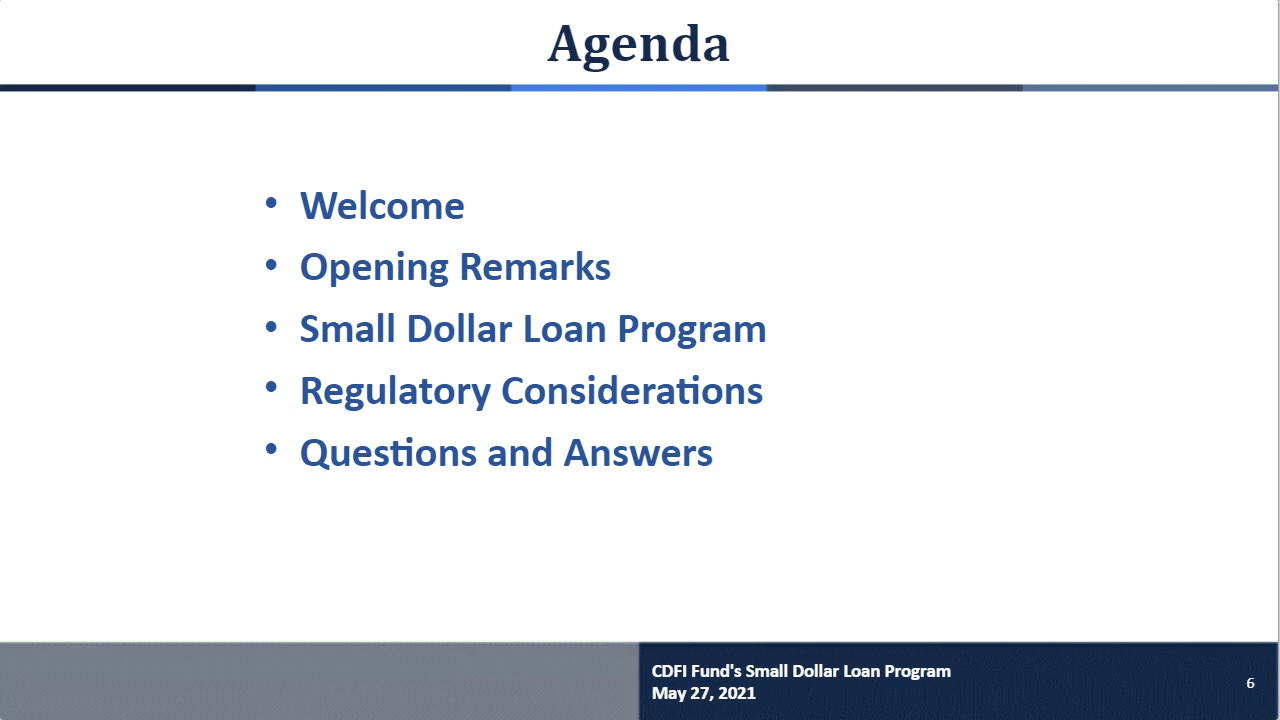 Agenda
• Welcome
• Opening Remarks
• Small Dollar Loan Program
• Regulatory Considerations
• Questions and Answers
CDFI Fund's Small Dollar Loan Program
May 27, 2021
6